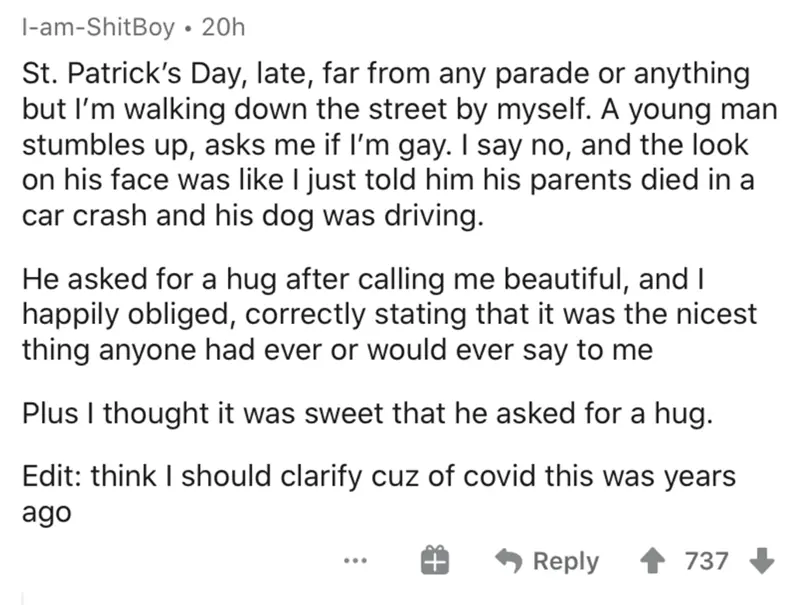 I-am-ShitBoy • 20h
St. Patrick's Day, late, far from any parade or anything
but I'm walking down the street by myself. A young man
stumbles up, asks me if I'm gay. I say no, and the look
on his face was like I just told him his parents died in a
car crash and his dog was driving.
He asked for a hug after calling me beautiful, and I
happily obliged, correctly stating that it was the nicest
thing anyone had ever or would ever say to me
Plus I thought it was sweet that he asked for a hug.
Edit: think I should clarify cuz of covid this was years
ago
... Reply 737